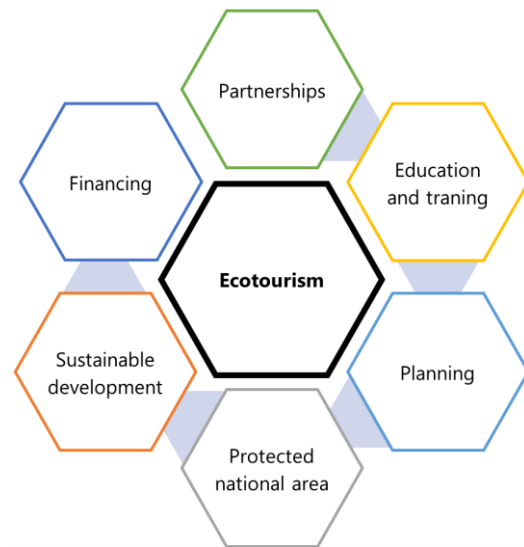 Partnerships
Education
and traning
Financing
Ecotourism
Planning
Sustainable
development
Protected
national area